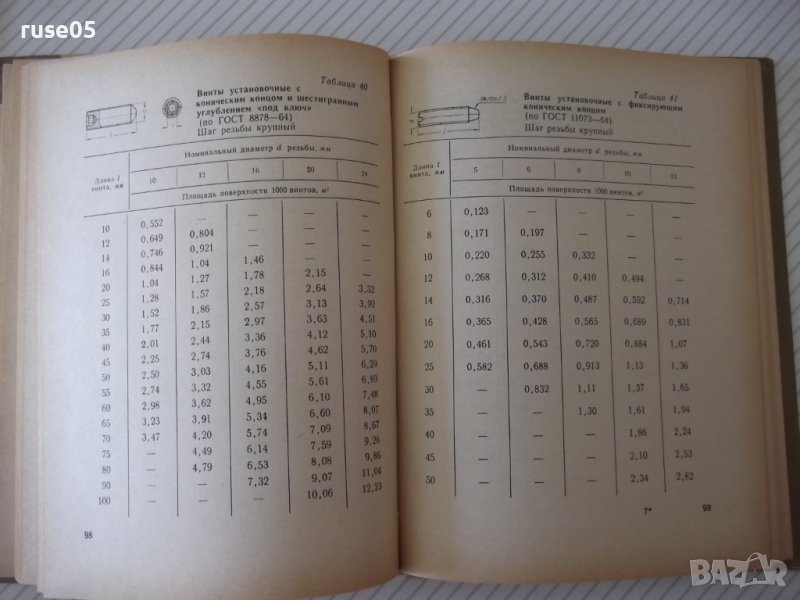 ruse05
Таблица 40
Винты установочные с
коническим концом и шестигранным
углублением «под ключ»
(по ГОСТ 8878—64)
Шаг резьбы крупный
Длина l винта, мм
Номинальный диаметр d резьбы, мм
10 12 16 20 24
Площадь поверхности 1000 винтов, м²
10 0,552 — — — —
12 0,649 0,804 — — —
14 0,746 0,921 — — —
16 0,844 1,04 1,46 — —
20 1,04 1,27 1,78 2,15 —
25 1,28 1,57 2,18 2,64 3,32
30 1,52 1,86 2,57 3,13 3,92
35 1,77 2,15 2,97 3,63 4,51
40 2,01 2,44 3,36 4,12 5,10
45 2,25 2,74 3,76 4,62 5,70
50 2,50 3,03 4,16 5,11 6,29
55 2,74 3,32 4,55 5,61 6,89
60 2,98 3,62 4,95 6,10 7,48
65 3,23 3,91 5,34 6,60 8,07
70 3,47 4,20 5,74 7,09 8,67
75 — 4,49 6,14 7,59 9,26
80 — 4,79 6,53 8,08 9,86
90 — — 7,32 9,07 11,04
100 — — — 10,06 12,23
98
Таблица 41
Винты установочные с фиксирующим
коническим концом
(по ГОСТ 11073—64)
Шаг резьбы крупный
Длина l винта, мм
Номинальный диаметр d резьбы, мм
5 6 8 10 12
Площадь поверхности 1000 винтов, м²
6 0,123 — — — —
8 0,171 0,197 — — —
10 0,220 0,255 0,332 — —
12 0,268 0,312 0,410 0,494 —
14 0,316 0,370 0,487 0,592 0,714
16 0,365 0,428 0,565 0,689 0,831
20 0,461 0,543 0,720 0,884 1,07
25 0,582 0,688 0,913 1,13 1,36
30 — 0,832 1,11 1,37 1,65
35 — — 1,30 1,61 1,94
40 — — — 1,86 2,24
45 — — — 2,10 2,53
50 — — — 2,34 2,82
7* 99
BAZAR